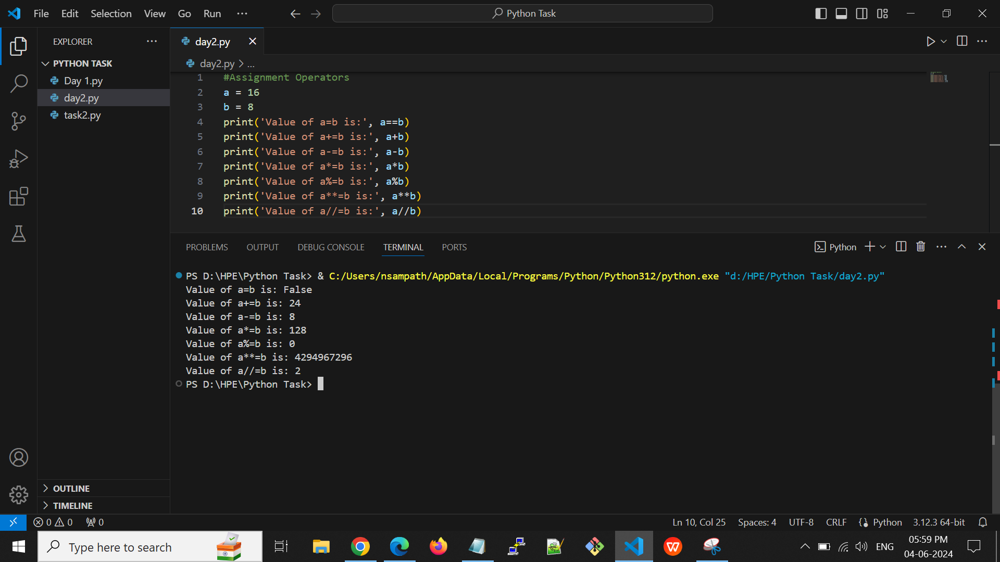 File Edit Selection View Go Run ···
Python Task
EXPLORER ···
day2.py
PYTHON TASK
Day 1.py
day2.py
task2.py
day2.py > ...
1 #Assignment Operators
2 a = 16
3 b = 8
4 print('Value of a=b is:', a==b)
5 print('Value of a+=b is:', a+b)
6 print('Value of a-=b is:', a-b)
7 print('Value of a*=b is:', a*b)
8 print('Value of a%=b is:', a%b)
9 print('Value of a**=b is:', a**b)
10 print('Value of a//=b is:', a//b)
PROBLEMS OUTPUT DEBUG CONSOLE TERMINAL PORTS
Python
PS D:\HPE\Python Task> & C:/Users/nsampath/AppData/Local/Programs/Python/Python312/python.exe "d:/HPE/Python Task/day2.py"
Value of a=b is: False
Value of a+=b is: 24
Value of a-=b is: 8
Value of a*=b is: 128
Value of a%=b is: 0
Value of a**=b is: 4294967296
Value of a//=b is: 2
PS D:\HPE\Python Task>
OUTLINE
TIMELINE
0 0 0
Ln 10, Col 25 Spaces: 4 UTF-8 CRLF Python 3.12.3 64-bit
Type here to search
ENG
05:59 PM
04-06-2024